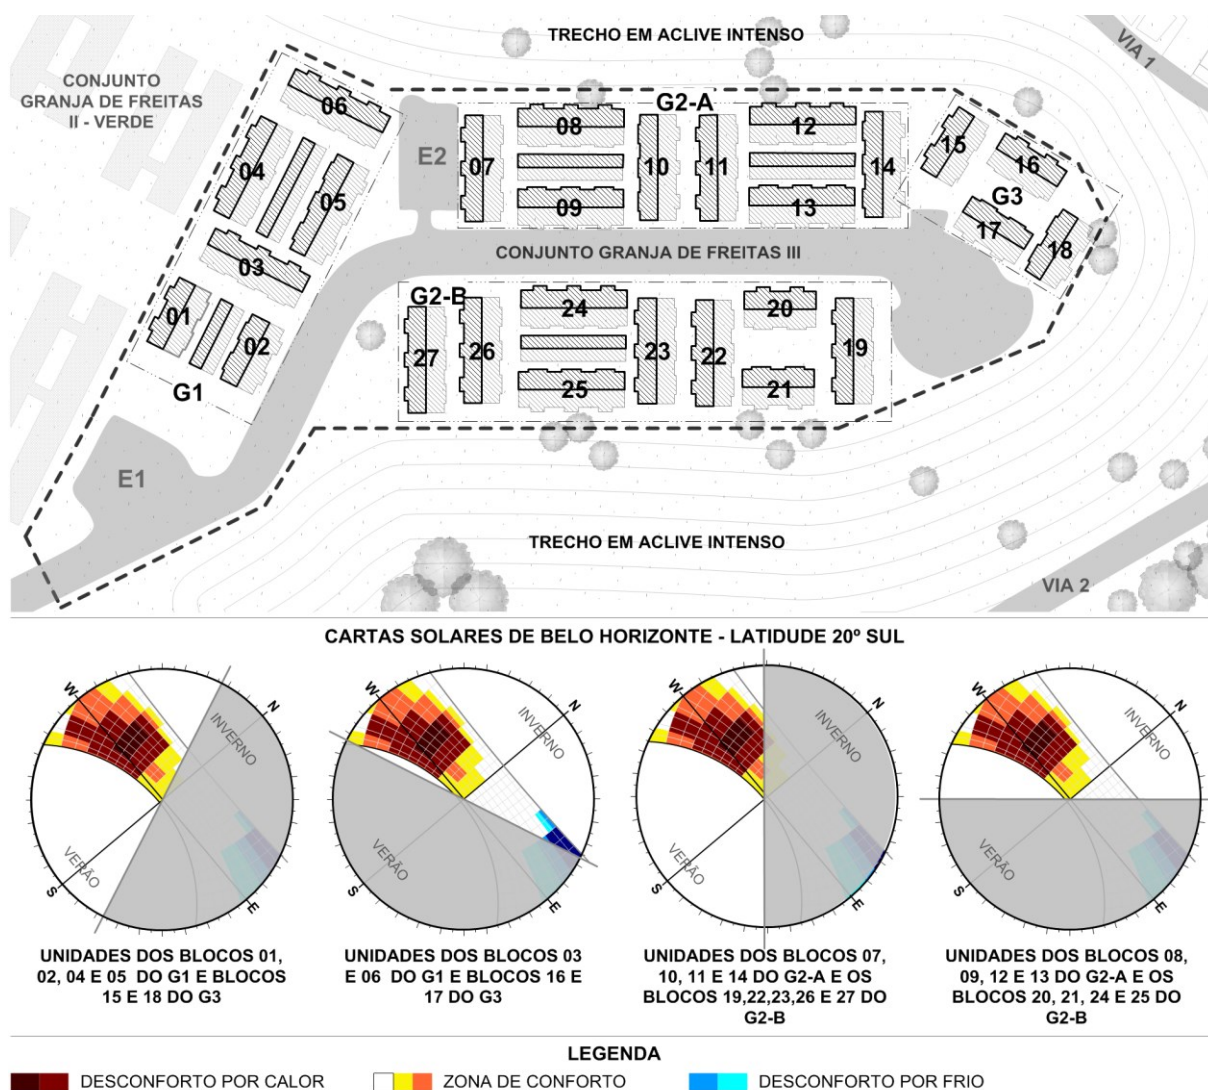 TRECHO EM ACLIVE INTENSO
VIA 1
CONJUNTO
GRANJA DE FREITAS
II - VERDE
06
04
05
03
01
02
G1
E1
E2
G2-A
07
08
09
10
11
12
13
14
15
16
G3
17
18
CONJUNTO GRANJA DE FREITAS III
G2-B
27
26
24
25
23
22
20
21
19
TRECHO EM ACLIVE INTENSO
VIA 2
CARTAS SOLARES DE BELO HORIZONTE - LATIDUDE 20º SUL
W
N
INVERNO
VERÃO
S
E
W
N
INVERNO
VERÃO
S
E
W
N
INVERNO
VERÃO
S
E
W
N
INVERNO
VERÃO
S
E
UNIDADES DOS BLOCOS 01,
02, 04 E 05 DO G1 E BLOCOS
15 E 18 DO G3
UNIDADES DOS BLOCOS 03
E 06 DO G1 E BLOCOS 16 E
17 DO G3
UNIDADES DOS BLOCOS 07,
10, 11 E 14 DO G2-A E OS
BLOCOS 19,22,23,26 E 27 DO
G2-B
UNIDADES DOS BLOCOS 08,
09, 12 E 13 DO G2-A E OS
BLOCOS 20, 21, 24 E 25 DO
G2-B
LEGENDA
DESCONFORTO POR CALOR
ZONA DE CONFORTO
DESCONFORTO POR FRIO